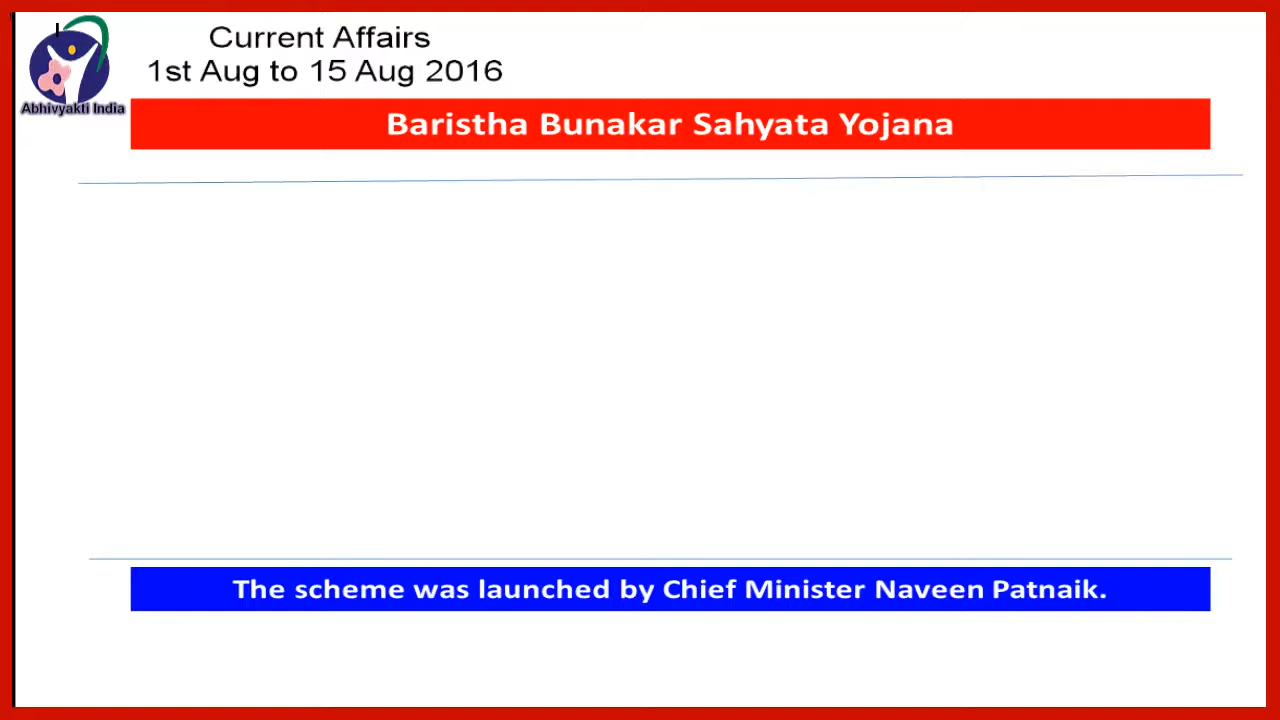 Current Affairs
1st Aug to 15 Aug 2016
Abhivyakti India
Baristha Bunakar Sahyata Yojana
The scheme was launched by Chief Minister Naveen Patnaik.